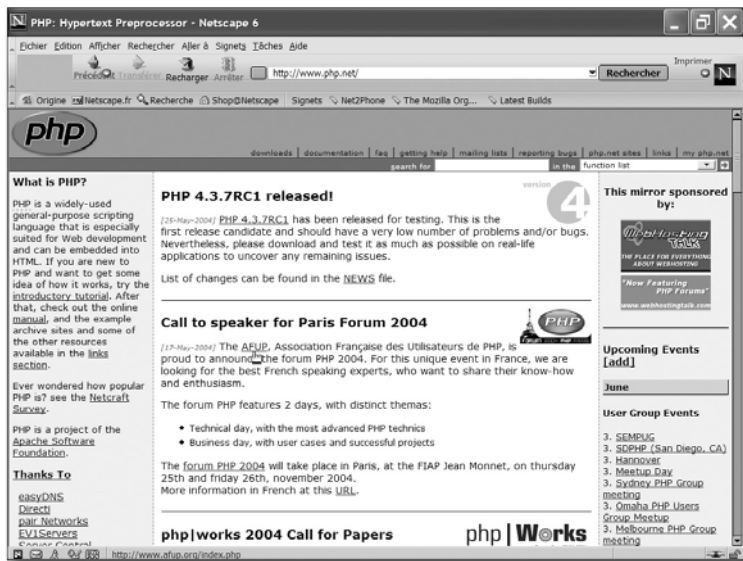 PHP: Hypertext Preprocessor - Netscape 6
Fichier Edition Afficher Rechercher Aller à Signets Tâches Aide
Précédent Transférer Recharger Arrêter http://www.php.net/ Rechercher Imprimer
Origine Netscape.fr Recherche Shop@Netscape Signets Net2Phone The Mozilla Org... Latest Builds
php
downloads | documentation | faq | getting help | mailing lists | reporting bugs | php.net sites | links | my php.net
search for in the function list
What is PHP?
PHP is a widely-used
general-purpose scripting
language that is especially
suited for Web development
and can be embedded into
HTML. If you are new to
PHP and want to get some
idea of how it works, try the
introductory tutorial. After
that, check out the online
manual, and the example
archive sites and some of
the other resources
available in the links
section.
Ever wondered how popular
PHP is? see the Netcraft
Survey.
PHP is a project of the
Apache Software
Foundation.
Thanks To
easyDNS
Directi
pair Networks
EV1Servers
Server Central
version
4
PHP 4.3.7RC1 released!
[25-May-2004] PHP 4.3.7RC1 has been released for testing. This is the
first release candidate and should have a very low number of problems and/or bugs.
Nevertheless, please download and test it as much as possible on real-life
applications to uncover any remaining issues.
List of changes can be found in the NEWS file.
Call to speaker for Paris Forum 2004
PHP
FORUM 2004 PHP PARIS
[17-May-2004] The AFUP, Association Française des Utilisateurs de PHP, is
proud to announce the forum PHP 2004. For this unique event in France, we are
looking for the best French speaking experts, who want to share their know-how
and enthusiasm.
The forum PHP features 2 days, with distinct themas:
Technical day, with the most advanced PHP technics
Business day, with user cases and successful projects
The forum PHP 2004 will take place in Paris, at the FIAP Jean Monnet, on thursday
25th and friday 26th, november 2004.
More information in French at this URL.
php|works 2004 Call for Papers
php|Works
This mirror sponsored
by:
WebHosting
TALK
THE PLACE FOR EVERYTHING
ABOUT WEBHOSTING
"Now Featuring
PHP Forums"
www.webhostingtalk.com
Upcoming Events
[add]
June
User Group Events
3. SEMPUG
3. SDPHP (San Diego, CA)
3. Hannover
3. Meetup Day
3. Sydney PHP Group
meeting
3. Omaha PHP Users
Group Meetup
3. Melbourne PHP Group
meeting
http://www.afup.org/index.php